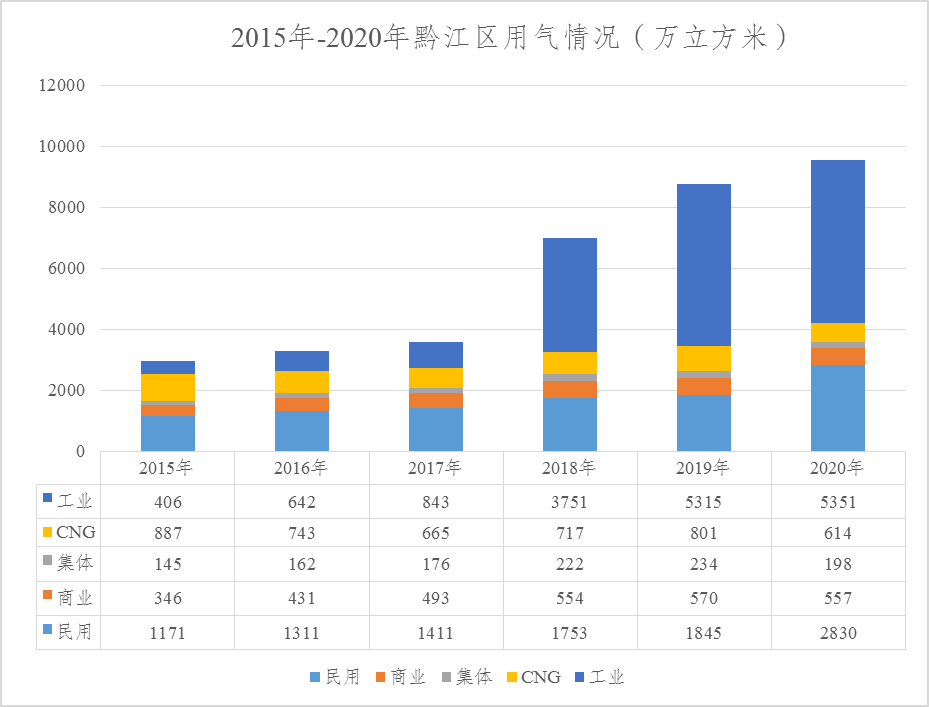 2015年-2020年黔江区用气情况（万立方米）
12000
10000
8000
6000
4000
2000
0
2015年 2016年 2017年 2018年 2019年 2020年
工业 406 642 843 3751 5315 5351
CNG 887 743 665 717 801 614
集体 145 162 176 222 234 198
商业 346 431 493 554 570 557
民用 1171 1311 1411 1753 1845 2830
民用 商业 集体 CNG 工业